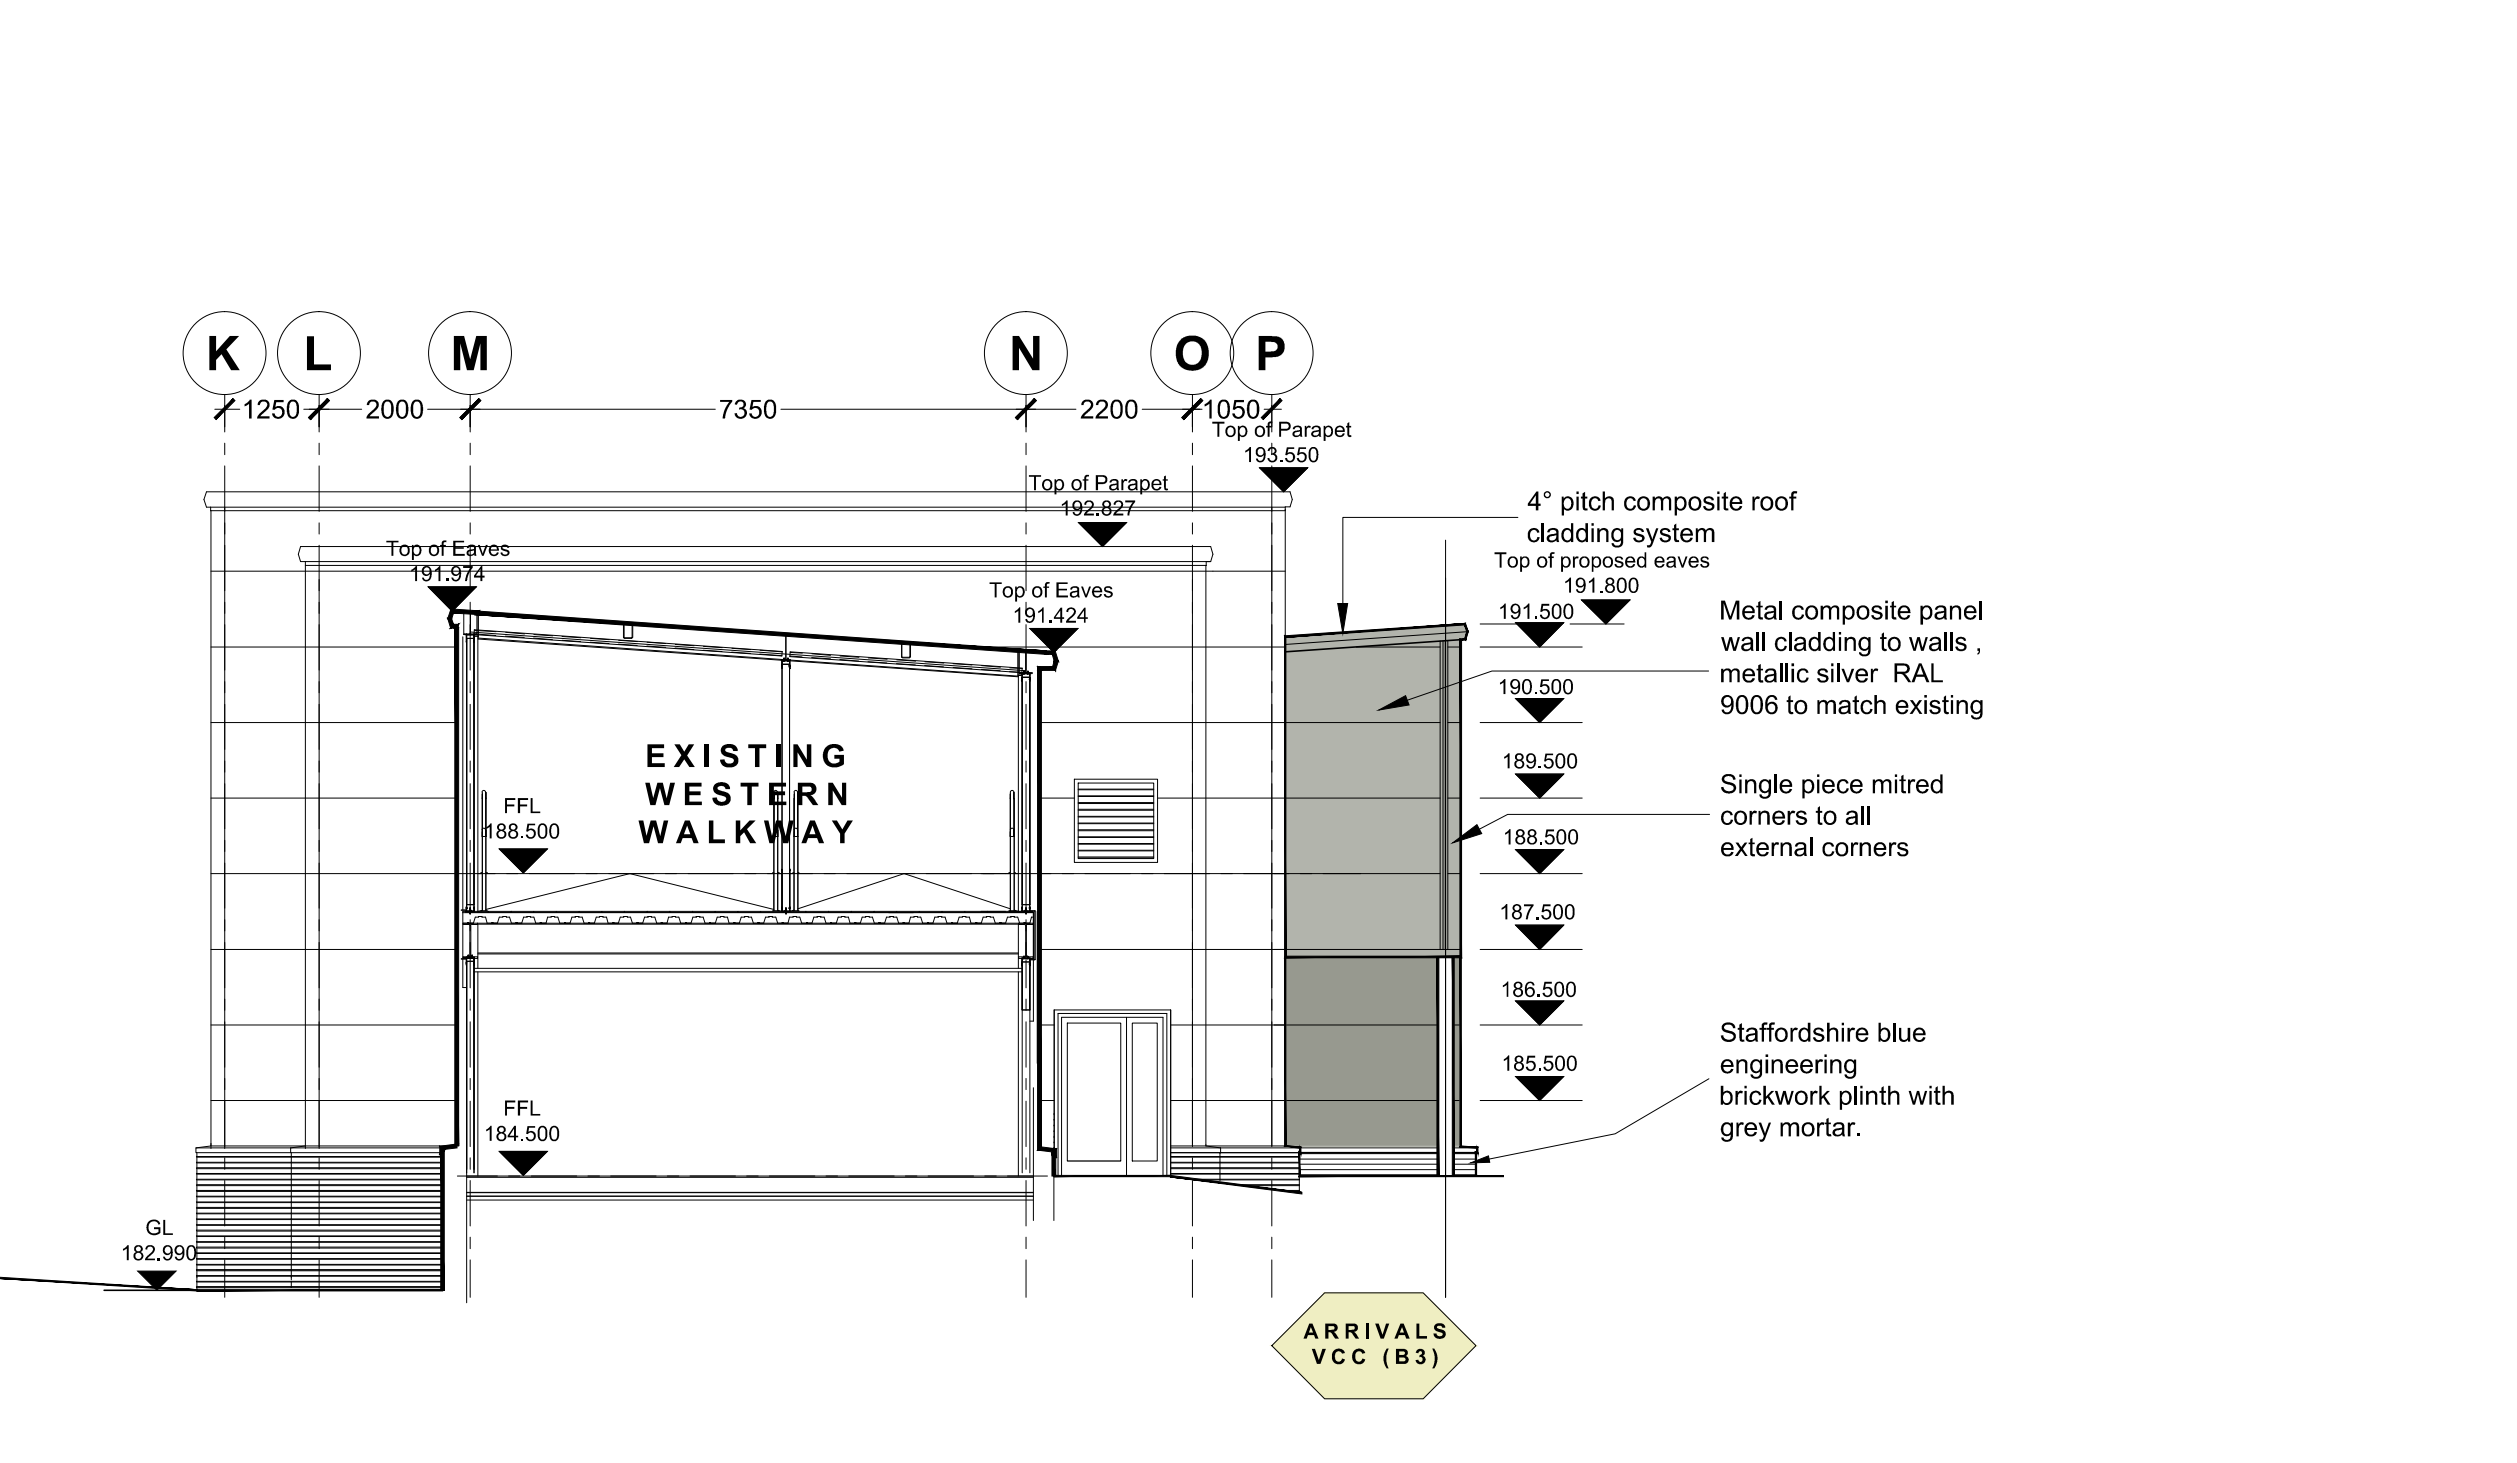 K L M N O P
1250 2000 7350 2200 1050
Top of Parapet
193.550
Top of Parapet
192.827
4° pitch composite roof
cladding system
Top of Eaves
191.974
Top of proposed eaves
191.800
Top of Eaves
191.424
191.500
Metal composite panel
wall cladding to walls ,
metallic silver RAL
9006 to match existing
190.500
EXISTING
WESTERN
WALKWAY
189.500
Single piece mitred
corners to all
external corners
FFL
188.500
188.500
187.500
186.500
Staffordshire blue
engineering
brickwork plinth with
grey mortar.
185.500
FFL
184.500
GL
182.990
ARRIVALS
VCC (B3)